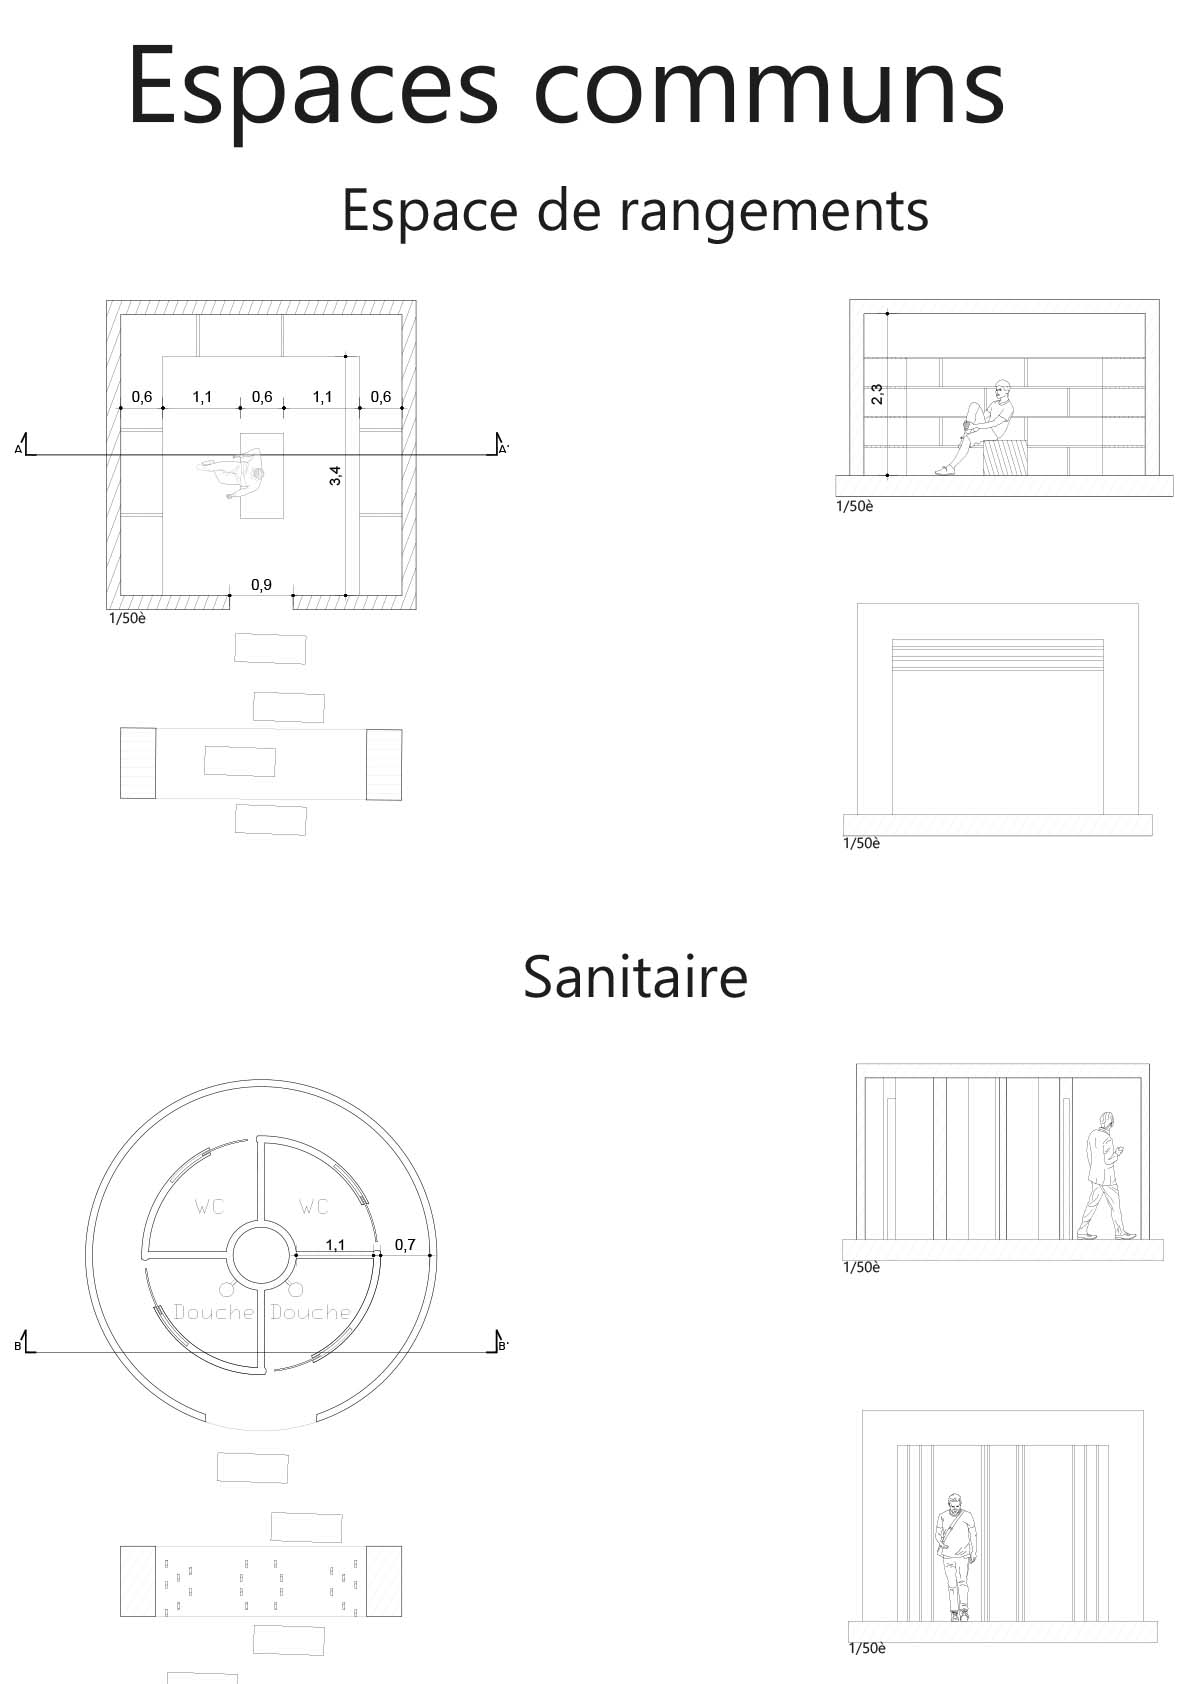 Espaces communs
Espace de rangements
0,6 1,1 0,6 1,1 0,6
2,3
A A'
3,4
1/50è
0,9
1/50è
1/50è
Sanitaire
WC WC
1,1 0,7
1/50è
Douche Douche
B B'
1/50è